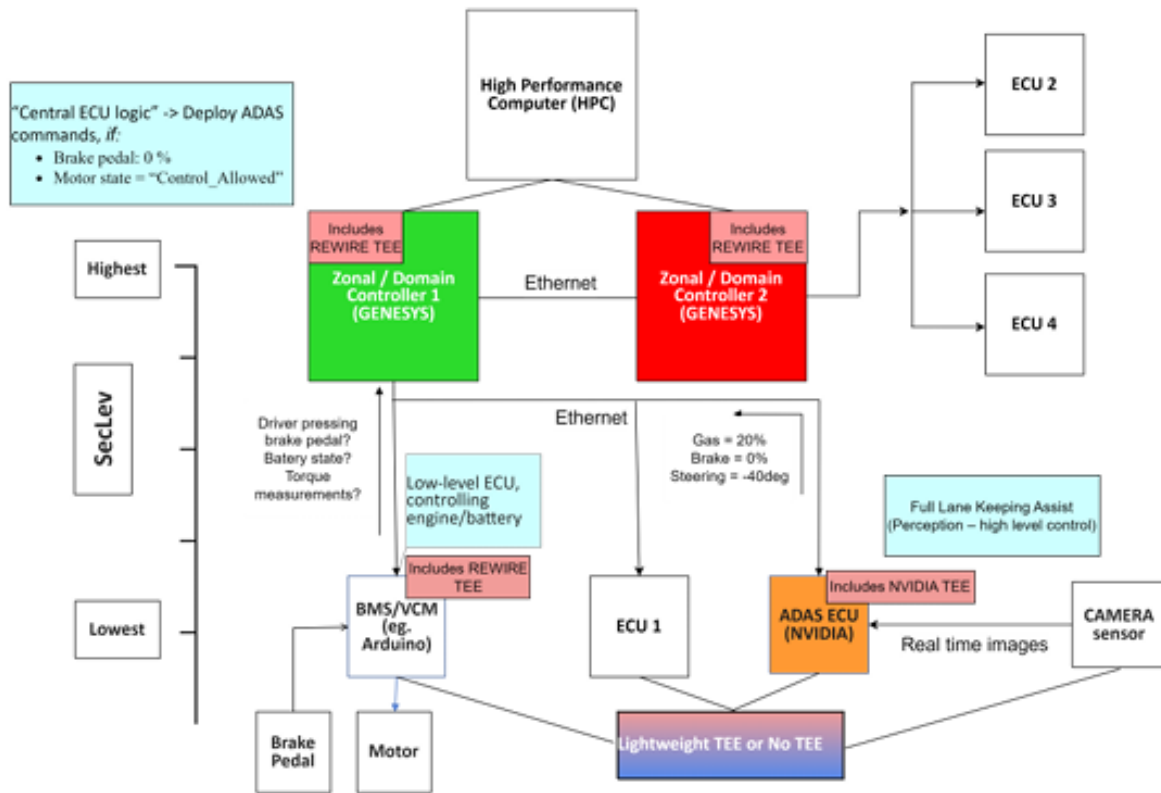 High Performance
Computer (HPC)
ECU 2
"Central ECU logic" -> Deploy ADAS
commands, if:
• Brake pedal: 0 %
• Motor state = "Control_Allowed"
ECU 3
Includes
REWIRE TEE
Includes
REWIRE TEE
Highest
Zonal / Domain
Controller 1
(GENESYS)
Ethernet
Zonal / Domain
Controller 2
(GENESYS)
ECU 4
SecLev
Driver pressing
brake pedal?
Batery state?
Torque
measurements?
Ethernet
Gas = 20%
Brake = 0%
Steering = -40deg
Low-level ECU,
controlling
engine/battery
Full Lane Keeping Assist
(Perception – high level control)
Includes REWIRE
TEE
Includes NVIDIA TEE
Lowest
BMS/VCM
(eg.
Arduino)
ECU 1
ADAS ECU
(NVIDIA)
Real time images
CAMERA
sensor
Brake
Pedal
Motor
Lightweight TEE or No TEE